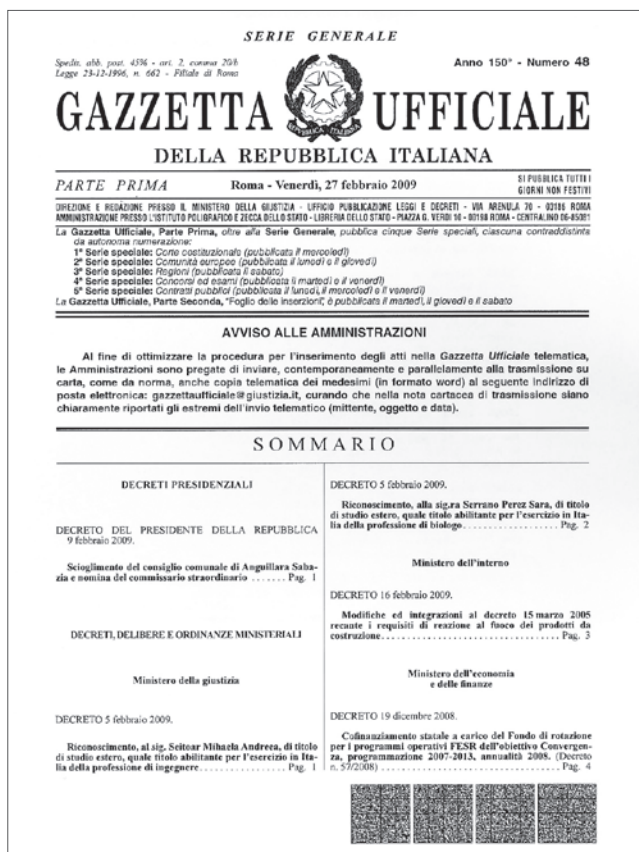 SERIE GENERALE
Spediz. abb. post. 45% - art. 2, comma 20/b
Legge 23-12-1996, n. 662 - Filiale di Roma
Anno 150° - Numero 48
GAZZETTA UFFICIALE
DELLA REPUBBLICA ITALIANA
PARTE PRIMA
Roma - Venerdì, 27 febbraio 2009
SI PUBBLICA TUTTI I
GIORNI NON FESTIVI
DIREZIONE E REDAZIONE PRESSO IL MINISTERO DELLA GIUSTIZIA - UFFICIO PUBBLICAZIONE LEGGI E DECRETI - VIA ARENULA 70 - 00186 ROMA
AMMINISTRAZIONE PRESSO L'ISTITUTO POLIGRAFICO E ZECCA DELLO STATO - LIBRERIA DELLO STATO - PIAZZA G. VERDI 10 - 00198 ROMA - CENTRALINO 06-85081
La Gazzetta Ufficiale, Parte Prima, oltre alla Serie Generale, pubblica cinque Serie speciali, ciascuna contraddistinta
da autonoma numerazione:
1ª Serie speciale: Corte costituzionale (pubblicata il mercoledì)
2ª Serie speciale: Comunità europee (pubblicata il lunedì e il giovedì)
3ª Serie speciale: Regioni (pubblicata il sabato)
4ª Serie speciale: Concorsi ed esami (pubblicata il martedì e il venerdì)
5ª Serie speciale: Contratti pubblici (pubblicata il lunedì, il mercoledì e il venerdì)
La Gazzetta Ufficiale, Parte Seconda, "Foglio delle inserzioni", è pubblicata il martedì, il giovedì e il sabato
AVVISO ALLE AMMINISTRAZIONI
Al fine di ottimizzare la procedura per l'inserimento degli atti nella Gazzetta Ufficiale telematica,
le Amministrazioni sono pregate di inviare, contemporaneamente e parallelamente alla trasmissione su
carta, come da norma, anche copia telematica dei medesimi (in formato word) al seguente indirizzo di
posta elettronica: gazzettaufficiale@giustizia.it, curando che nella nota cartacea di trasmissione siano
chiaramente riportati gli estremi dell'invio telematico (mittente, oggetto e data).
SOMMARIO
DECRETI PRESIDENZIALI
DECRETO DEL PRESIDENTE DELLA REPUBBLICA
9 febbraio 2009.
Scioglimento del consiglio comunale di Anguillara Saba-
zia e nomina del commissario straordinario ....... Pag. 1
DECRETI, DELIBERE E ORDINANZE MINISTERIALI
Ministero della giustizia
DECRETO 5 febbraio 2009.
Riconoscimento, al sig. Seitoar Mihaela Andreea, di titolo
di studio estero, quale titolo abilitante per l'esercizio in Ita-
lia della professione di ingegnere................. Pag. 1
DECRETO 5 febbraio 2009.
Riconoscimento, alla sig.ra Serrano Perez Sara, di titolo
di studio estero, quale titolo abilitante per l'esercizio in Ita-
lia della professione di biologo................... Pag. 2
Ministero dell'interno
DECRETO 16 febbraio 2009.
Modifiche ed integrazioni al decreto 15 marzo 2005
recante i requisiti di reazione al fuoco dei prodotti da
costruzione.................................... Pag. 3
Ministero dell'economia
e delle finanze
DECRETO 19 dicembre 2008.
Cofinanziamento statale a carico del Fondo di rotazione
per i programmi operativi FESR dell'obiettivo Convergen-
za, programmazione 2007-2013, annualità 2008. (Decreto
n. 57/2008)..................................... Pag. 4